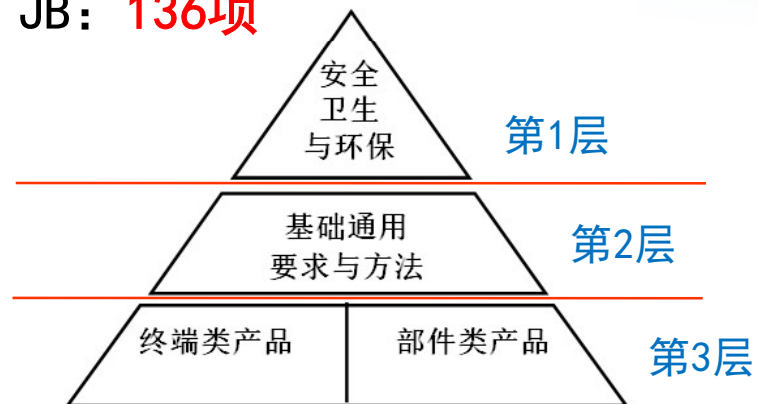 JB：136项
安全
卫生
与环保
第1层
基础通用
要求与方法
第2层
终端类产品
部件类产品
第3层